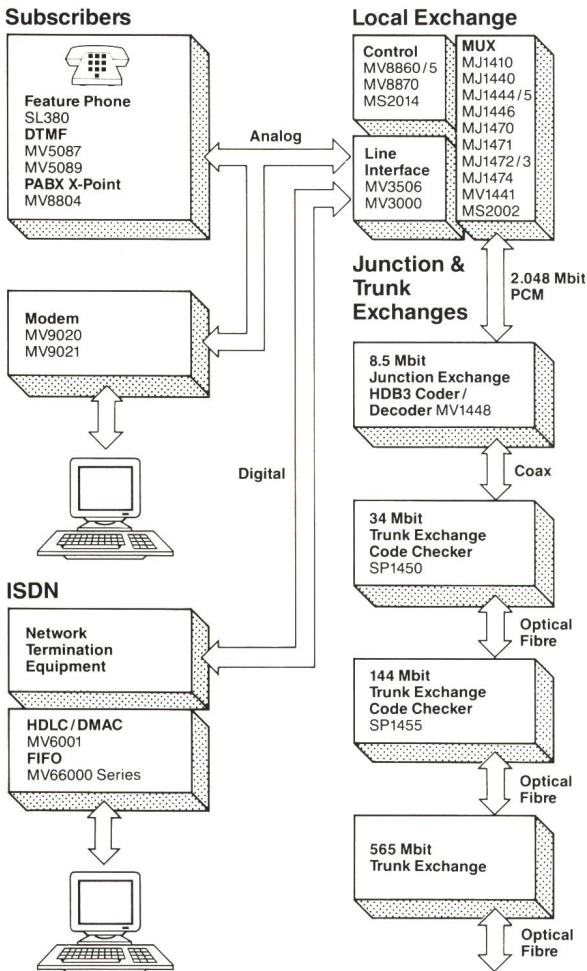 Subscribers
Feature Phone
SL380
DTMF
MV5087
MV5089
PABX X-Point
MV8804
Modem
MV9020
MV9021
ISDN
Network
Termination
Equipment
HDLC/DMAC
MV6001
FIFO
MV66000 Series
Analog
Digital
Local Exchange
Control
MV8860/5
MV8870
MS2014
Line
Interface
MV3506
MV3000
MUX
MJ1410
MJ1440
MJ1444/5
MJ1446
MJ1470
MJ1471
MJ1472/3
MJ1474
MV1441
MS2002
Junction &
Trunk
Exchanges
2.048 Mbit
PCM
8.5 Mbit
Junction Exchange
HDB3 Coder/
Decoder MV1448
Coax
34 Mbit
Trunk Exchange
Code Checker
SP1450
Optical
Fibre
144 Mbit
Trunk Exchange
Code Checker
SP1455
Optical
Fibre
565 Mbit
Trunk Exchange
Optical
Fibre